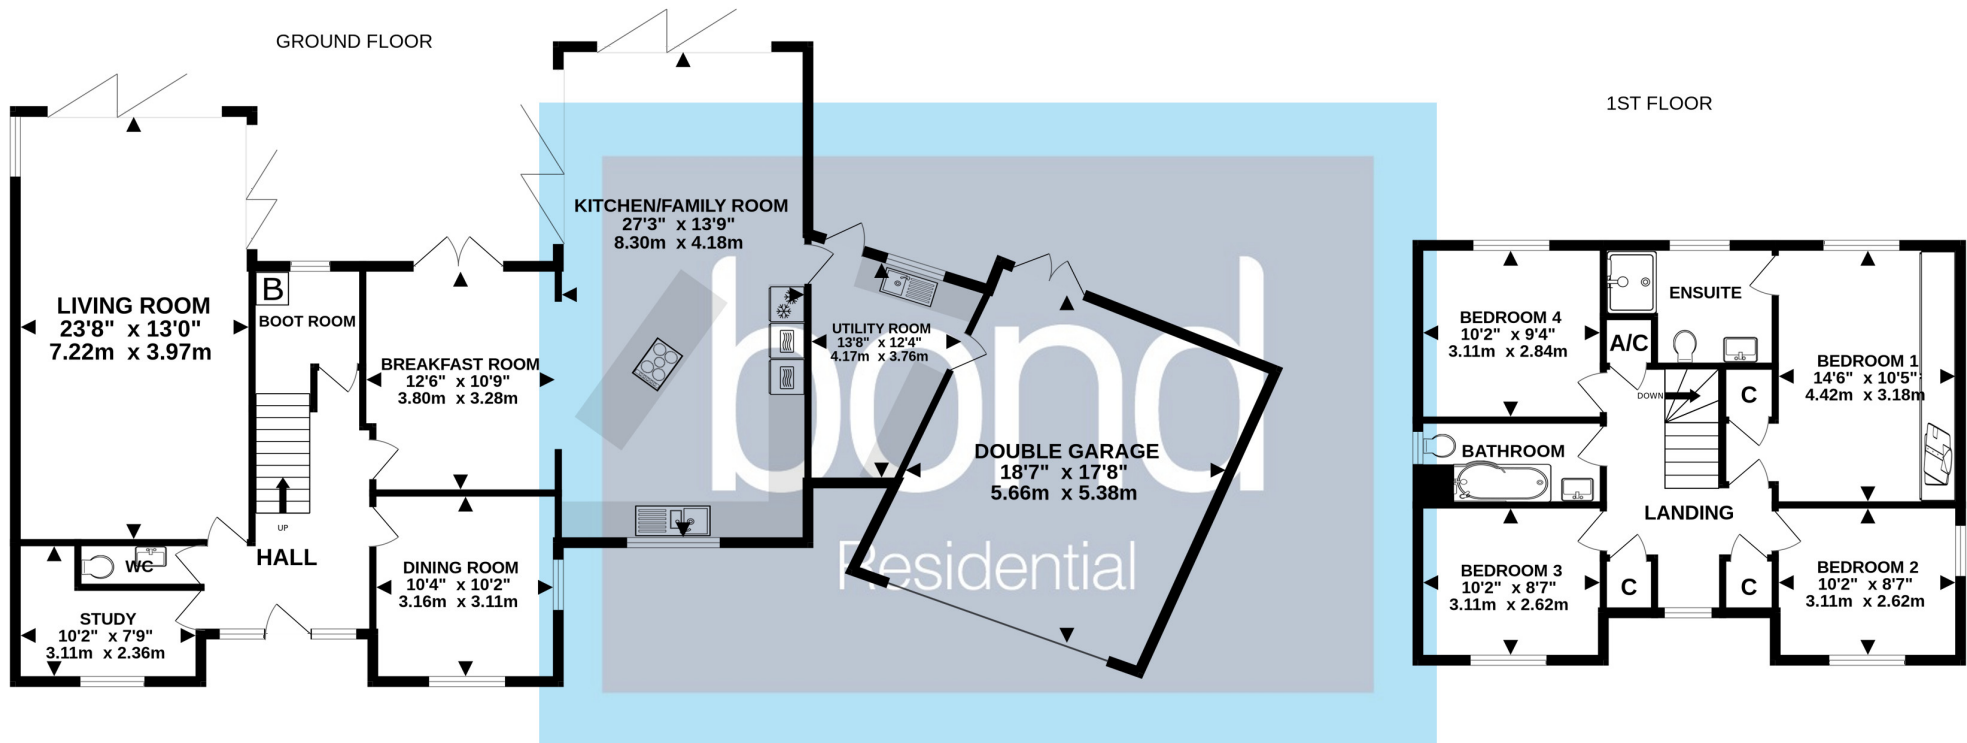 GROUND FLOOR
1ST FLOOR
KITCHEN/FAMILY ROOM
27'3" x 13'9"
8.30m x 4.18m
LIVING ROOM
23'8" x 13'0"
7.22m x 3.97m
B
BOOT ROOM
BREAKFAST ROOM
12'6" x 10'9"
3.80m x 3.28m
UTILITY ROOM
13'8" x 12'4"
4.17m x 3.76m
DOUBLE GARAGE
18'7" x 17'8"
5.66m x 5.38m
UP
HALL
WC
DINING ROOM
10'4" x 10'2"
3.16m x 3.11m
STUDY
10'2" x 7'9"
3.11m x 2.36m
bond
Residential
ENSUITE
BEDROOM 4
10'2" x 9'4"
3.11m x 2.84m
A/C
BEDROOM 1
14'6" x 10'5"
4.42m x 3.18m
DOWN
C
BATHROOM
LANDING
BEDROOM 3
10'2" x 8'7"
3.11m x 2.62m
C
C
BEDROOM 2
10'2" x 8'7"
3.11m x 2.62m